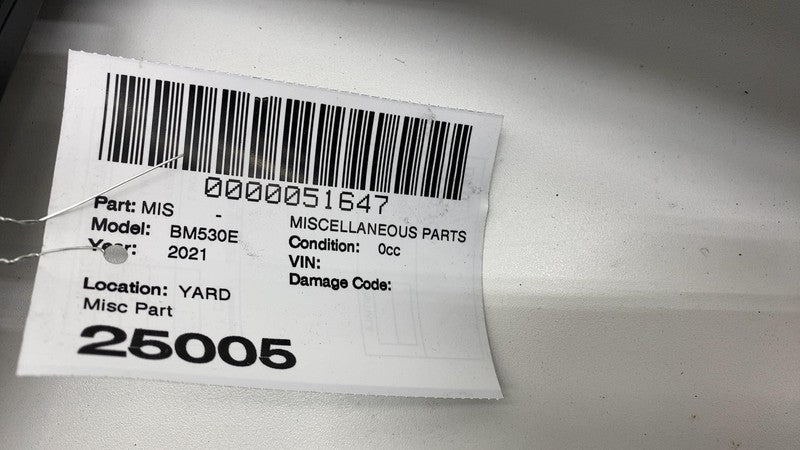 0000051647
Part: MIS - MISCELLANEOUS PARTS
Model: BM530E Condition: 0cc
Year: 2021 VIN:
Damage Code:
Location: YARD
Misc Part
25005